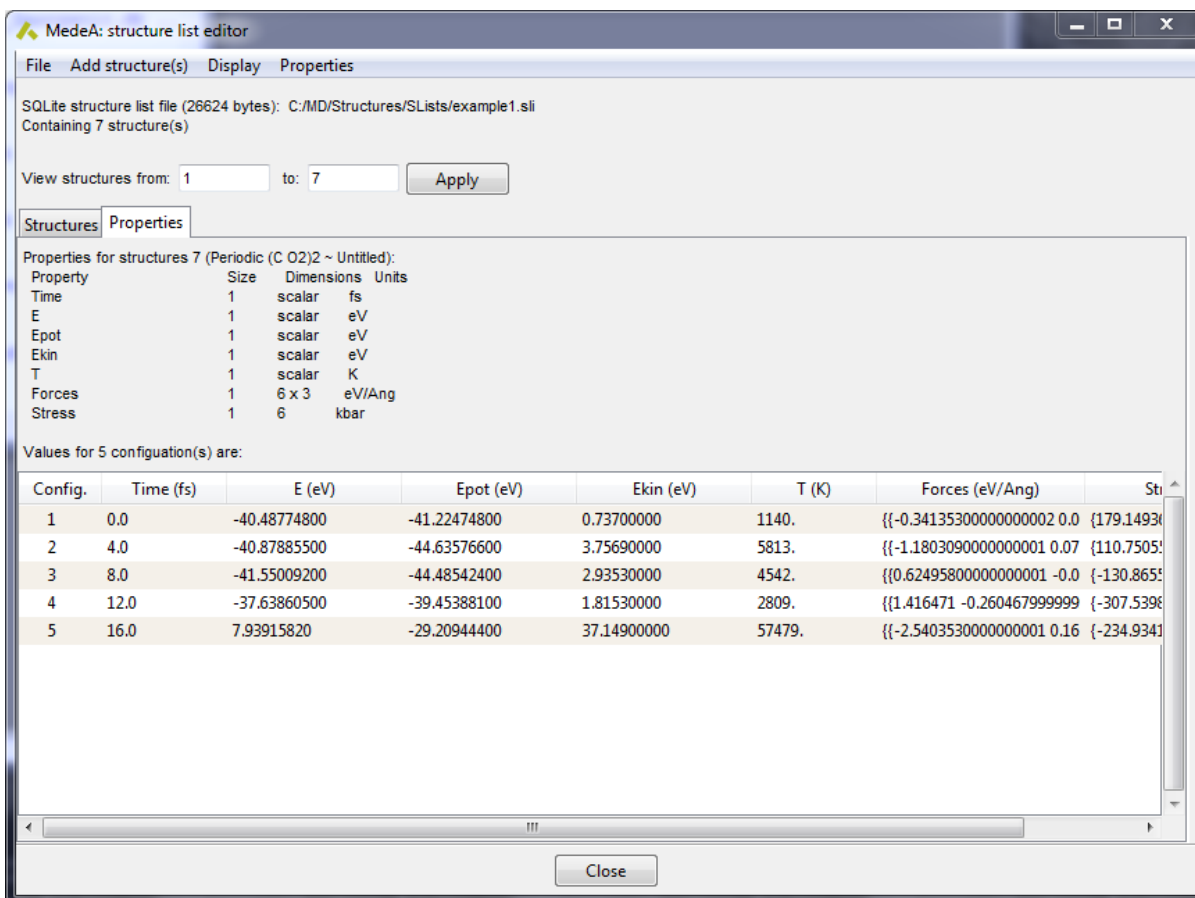 MedeA: structure list editor
File Add structure(s) Display Properties
SQLite structure list file (26624 bytes): C:/MD/Structures/SLists/example1.sli
Containing 7 structure(s)
View structures from: 1 to: 7 Apply
Structures Properties
Properties for structures 7 (Periodic (C O2)2 ~ Untitled):
Property Size Dimensions Units
Time 1 scalar fs
E 1 scalar eV
Epot 1 scalar eV
Ekin 1 scalar eV
T 1 scalar K
Forces 1 6 x 3 eV/Ang
Stress 1 6 kbar
Values for 5 configuation(s) are:
Config. Time (fs) E (eV) Epot (eV) Ekin (eV) T (K) Forces (eV/Ang)
1 0.0 -40.48774800 -41.22474800 0.73700000 1140. {{-0.34135300000000002 0.0 {179.1493
2 4.0 -40.87885500 -44.63576600 3.75690000 5813. {{-1.1803090000000001 0.07 {110.7505
3 8.0 -41.55009200 -44.48542400 2.93530000 4542. {{0.62495800000000001 -0.0 {-130.865
4 12.0 -37.63860500 -39.45388100 1.81530000 2809. {{1.416471 -0.260467999999 {-307.539
5 16.0 7.93915820 -29.20944400 37.14900000 57479. {{-2.5403530000000001 0.16 {-234.9341
Close